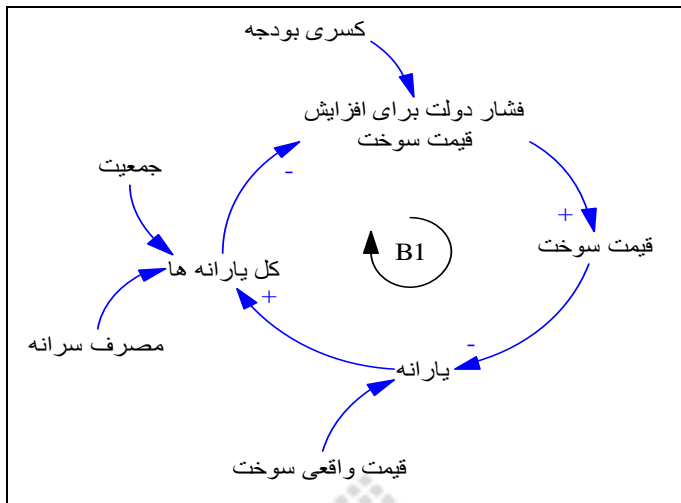 کسری بودجه
فشار دولت برای افزایش
قیمت سوخت
-
جمعیت
+
B1
قیمت سوخت
کل یارانه ها
+
مصرف سرانه
-
یارانه
قیمت واقعی سوخت